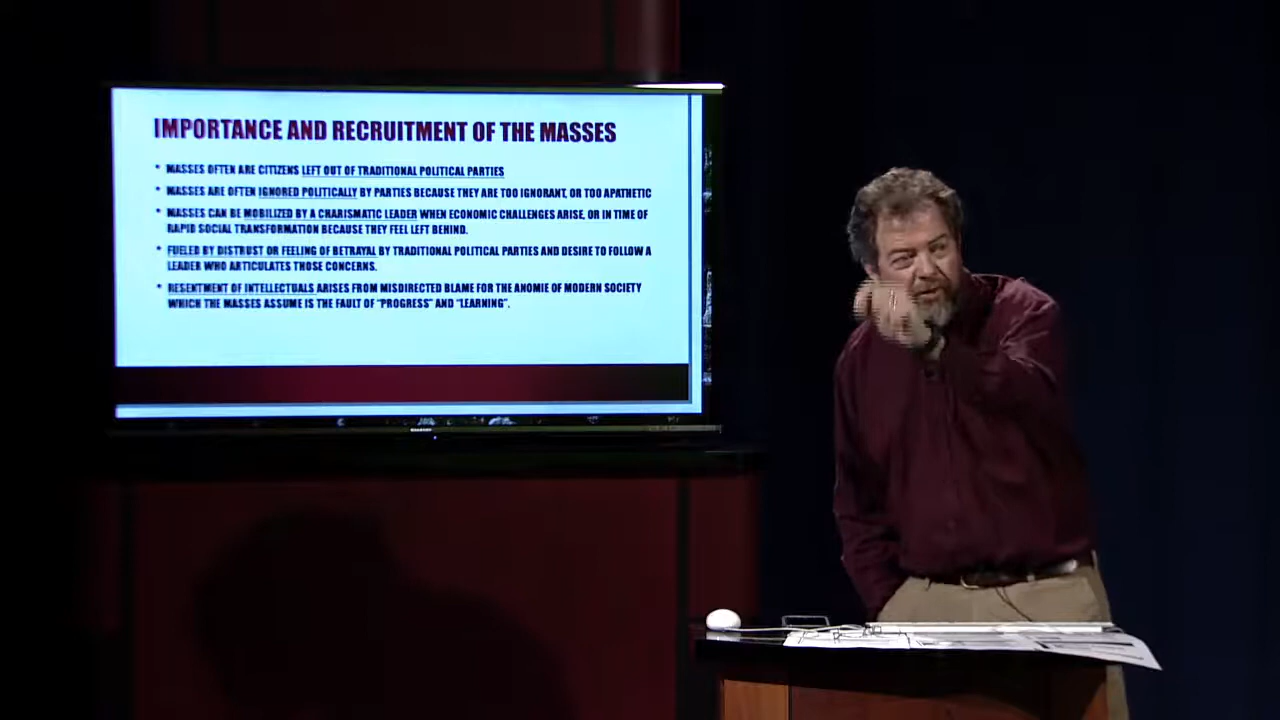 IMPORTANCE AND RECRUITMENT OF THE MASSES
• MASSES OFTEN ARE CITIZENS LEFT OUT OF TRADITIONAL POLITICAL PARTIES
• MASSES ARE OFTEN IGNORED POLITICALLY BY PARTIES BECAUSE THEY ARE TOO IGNORANT, OR TOO APATHETIC
• MASSES CAN BE MOBILIZED BY A CHARISMATIC LEADER WHEN ECONOMIC CHALLENGES ARISE, OR IN TIME OF
RAPID SOCIAL TRANSFORMATION BECAUSE THEY FEEL LEFT BEHIND.
• FUELED BY DISTRUST OR FEELING OF BETRAYAL BY TRADITIONAL POLITICAL PARTIES AND DESIRE TO FOLLOW A
LEADER WHO ARTICULATES THOSE CONCERNS.
• RESENTMENT OF INTELLECTUALS ARISES FROM MISDIRECTED BLAME FOR THE ANOMIE OF MODERN SOCIETY
WHICH THE MASSES ASSUME IS THE FAULT OF "PROGRESS" AND "LEARNING".